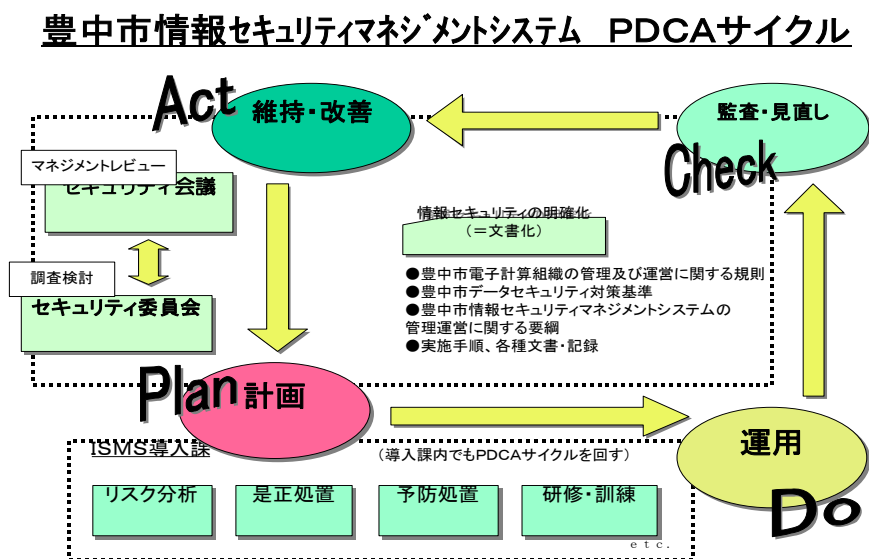 豊中市情報セキュリティマネジメントシステム　PDCAサイクル
Act
維持・改善
監査・見直し
Check
マネジメントレビュー
セキュリティ会議
調査検討
セキュリティ委員会
情報セキュリティの明確化
（＝文書化）
●豊中市電子計算組織の管理及び運営に関する規則
●豊中市データセキュリティ対策基準
●豊中市情報セキュリティマネジメントシステムの
管理運営に関する要綱
●実施手順、各種文書・記録
Plan
計画
運用
Do
ISMS導入課
（導入課内でもPDCAサイクルを回す）
リスク分析
是正処置
予防処置
研修・訓練
etc.